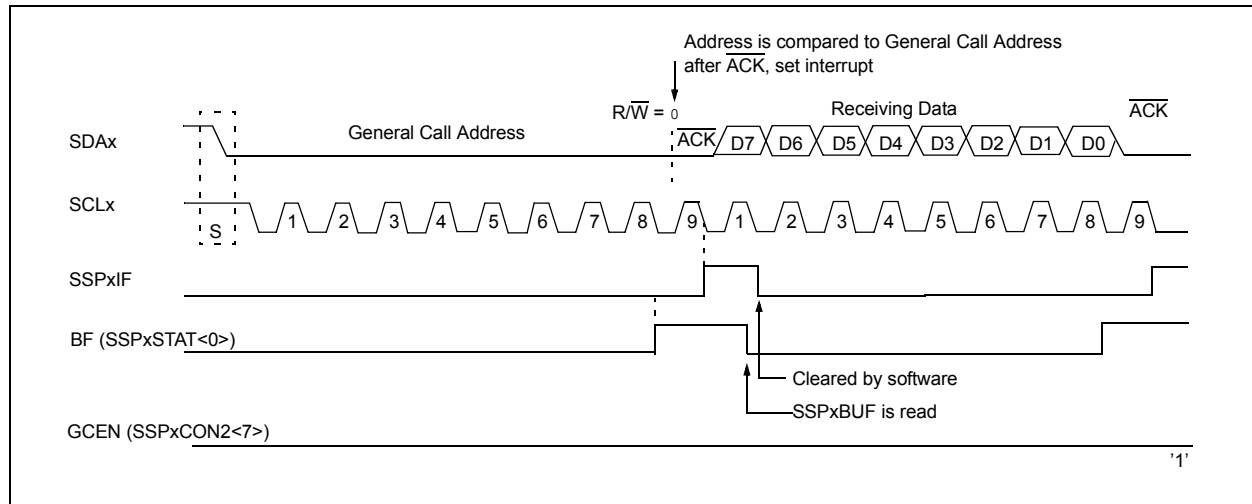 Address is compared to General Call Address
after ACK, set interrupt
R/W = 0
Receiving Data
ACK
SDAx
General Call Address
ACK
D7 D6 D5 D4 D3 D2 D1 D0
SCLx
S
1 2 3 4 5 6 7 8 9 1 2 3 4 5 6 7 8 9
SSPxIF
BF (SSPxSTAT<0>)
Cleared by software
SSPxBUF is read
GCEN (SSPxCON2<7>)
'1'